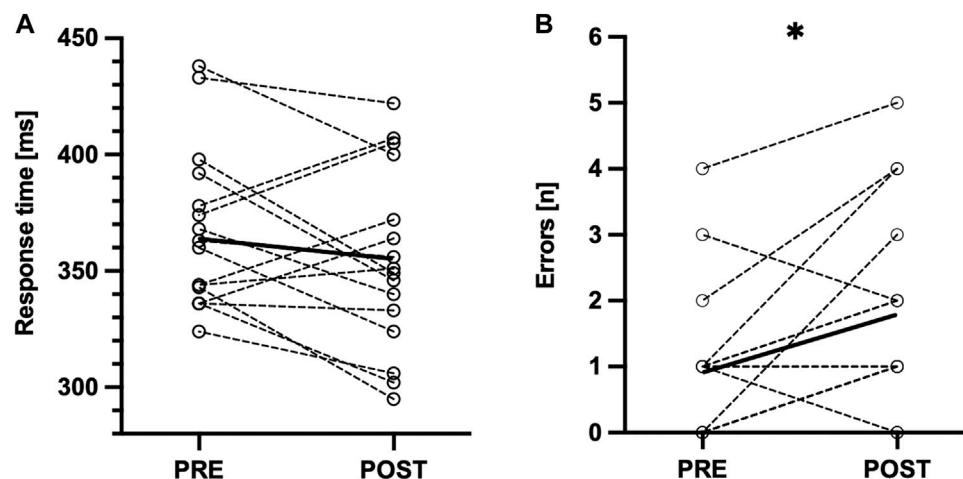 A
Response time [ms]
450
400
350
300
PRE
POST
B
*
Errors [n]
6
5
4
3
2
1
0
PRE
POST